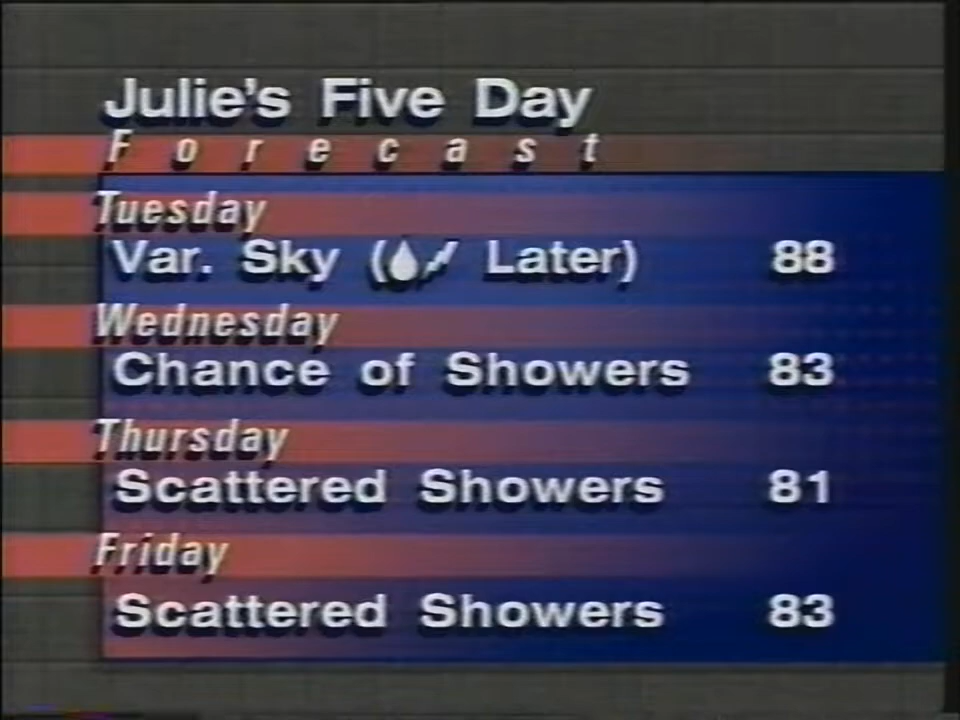 Julie's Five Day
Forecast
Tuesday
Var. Sky (💧⚡ Later) 88
Wednesday
Chance of Showers 83
Thursday
Scattered Showers 81
Friday
Scattered Showers 83